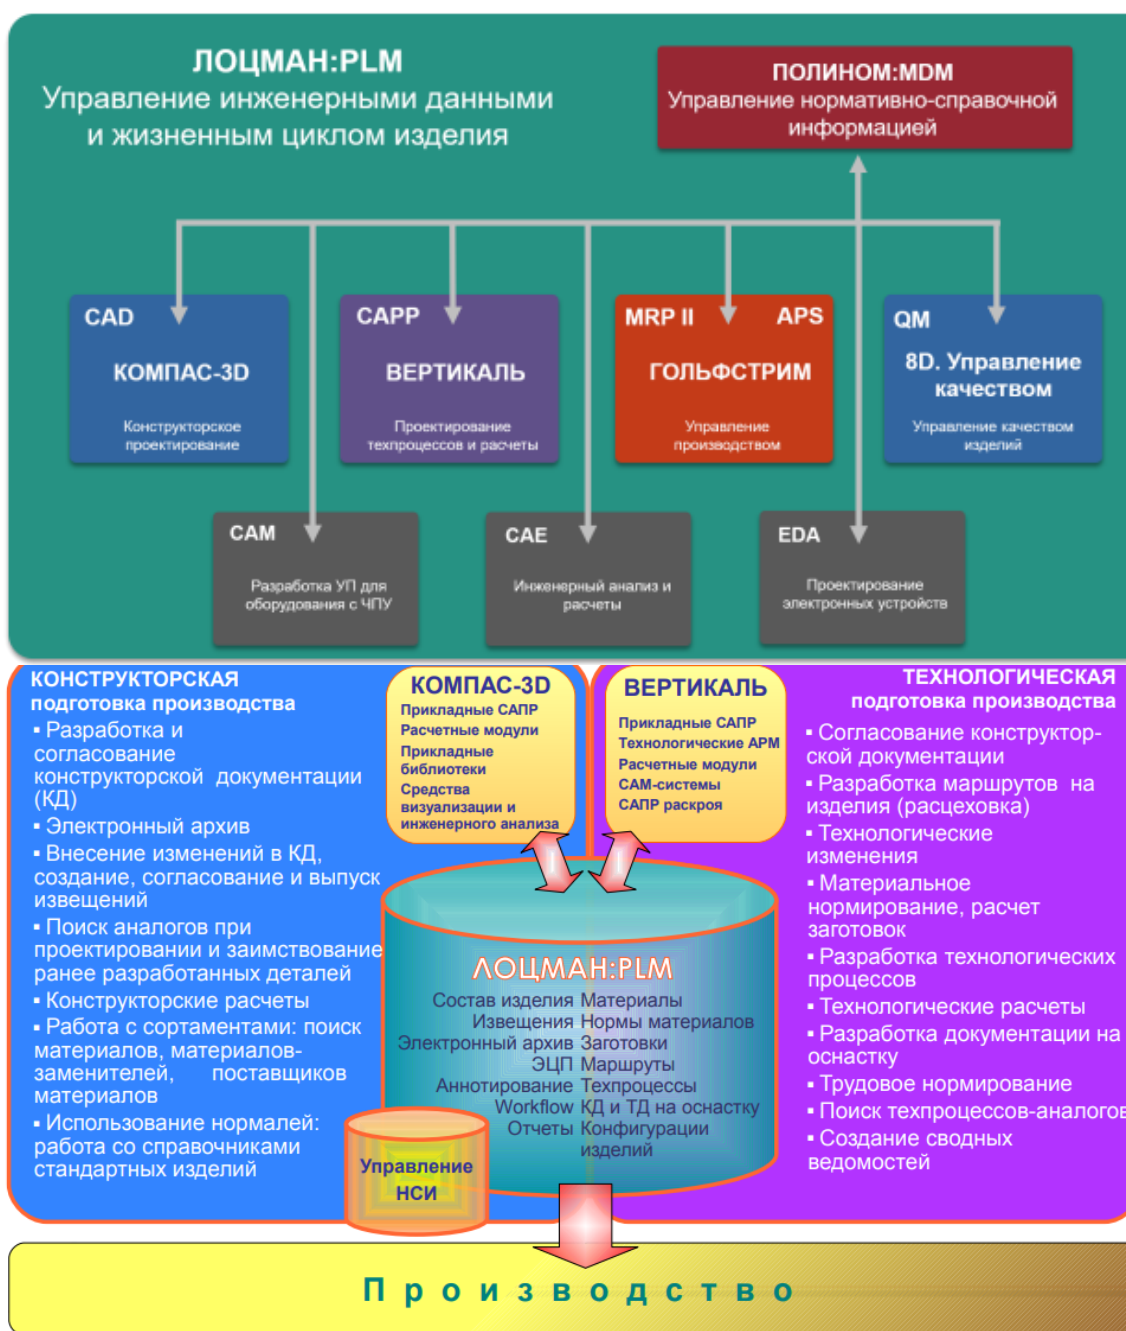 ЛОЦМАН:PLM
Управление инженерными данными
и жизненным циклом изделия
ПОЛИНОМ:MDM
Управление нормативно-справочной
информацией
CAD
КОМПАС-3D
Конструкторское
проектирование
CAPP
ВЕРТИКАЛЬ
Проектирование
техпроцессов и расчеты
MRP II APS
ГОЛЬФСТРИМ
Управление
производством
QM
8D. Управление
качеством
Управление качеством
изделий
CAM
Разработка УП для
оборудования с ЧПУ
CAE
Инженерный анализ и
расчеты
EDA
Проектирование
электронных устройств
КОНСТРУКТОРСКАЯ
подготовка производства
▪ Разработка и
согласование
конструкторской документации
(КД)
▪ Электронный архив
▪ Внесение изменений в КД,
создание, согласование и выпуск
извещений
▪ Поиск аналогов при
проектировании и заимствование
ранее разработанных деталей
▪ Конструкторские расчеты
▪ Работа с сортаментами: поиск
материалов, материалов-
заменителей, поставщиков
материалов
▪ Использование нормалей:
работа со справочниками
стандартных изделий
КОМПАС-3D
Прикладные САПР
Расчетные модули
Прикладные
библиотеки
Средства
визуализации и
инженерного анализа
ВЕРТИКАЛЬ
Прикладные САПР
Технологические АРМ
Расчетные модули
САМ-системы
САПР раскроя
ТЕХНОЛОГИЧЕСКАЯ
подготовка производства
▪ Согласование конструктор-
ской документации
▪ Разработка маршрутов на
изделия (расцеховка)
▪ Технологические
изменения
▪ Материальное
нормирование, расчет
заготовок
▪ Разработка технологических
процессов
▪ Технологические расчеты
▪ Разработка документации на
оснастку
▪ Трудовое нормирование
▪ Поиск техпроцессов-аналогов
▪ Создание сводных
ведомостей
ЛОЦМАН:PLM
Состав изделия Материалы
Извещения Нормы материалов
Электронный архив Заготовки
ЭЦП Маршруты
Аннотирование Техпроцессы
Workflow КД и ТД на оснастку
Отчеты Конфигурации
изделий
Управление
НСИ
Производство